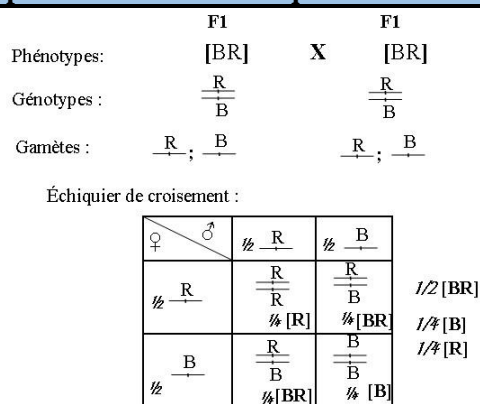 F1 F1
Phénotypes: [BR] X [BR]
Génotypes : R R
B B
Gamètes : R ; B R ; B
Échiquier de croisement :
♀ ♂ 1/2 R 1/2 B
1/2 R R R
R B
1/4 [R] 1/4 [BR]
1/2 B R B
B B
1/4 [BR] 1/4 [B]
1/2 [BR]
1/4 [B]
1/4 [R]